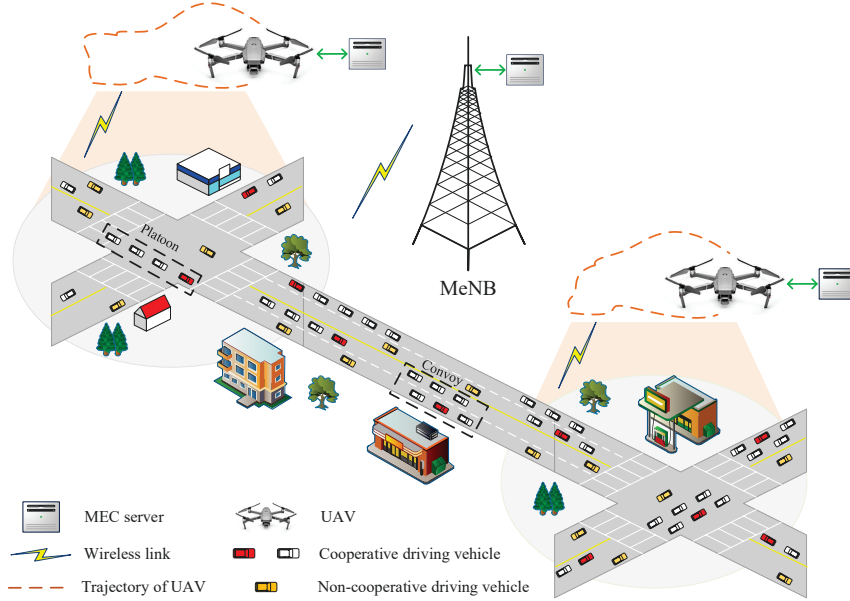 MeNB
Platoon
Convoy
MEC server
UAV
Wireless link
Cooperative driving vehicle
Trajectory of UAV
Non-cooperative driving vehicle